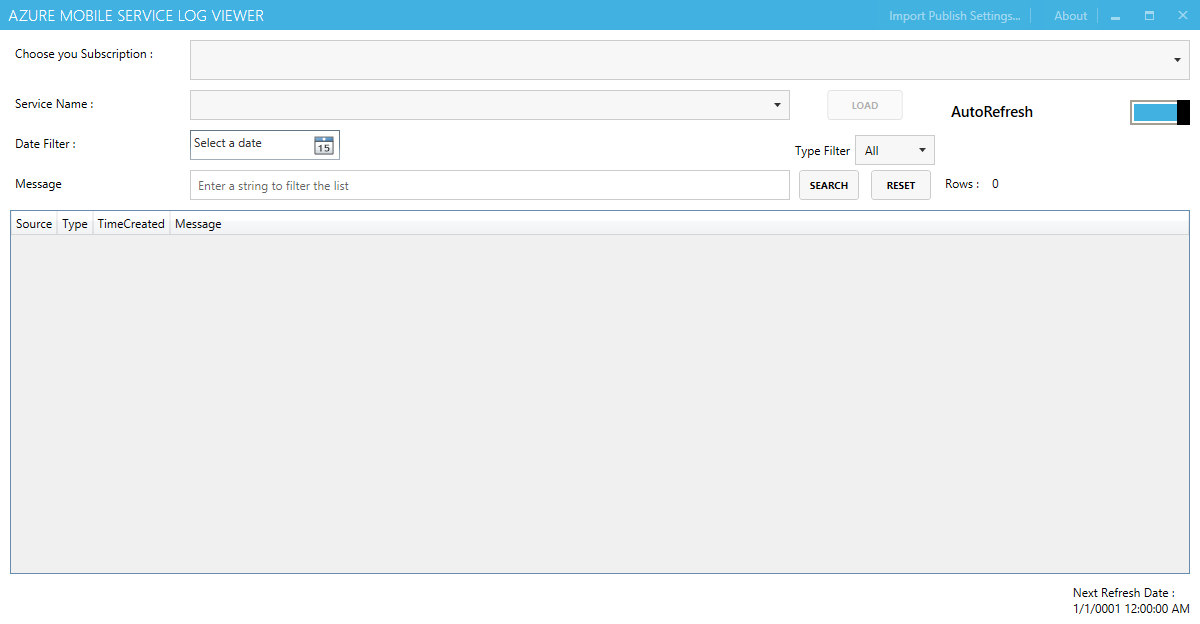 AZURE MOBILE SERVICE LOG VIEWER Import Publish Settings... About
Choose you Subscription :
Service Name : LOAD AutoRefresh
Date Filter : Select a date 15 Type Filter All
Message Enter a string to filter the list SEARCH RESET Rows : 0
Source Type TimeCreated Message
Next Refresh Date :
1/1/0001 12:00:00 AM